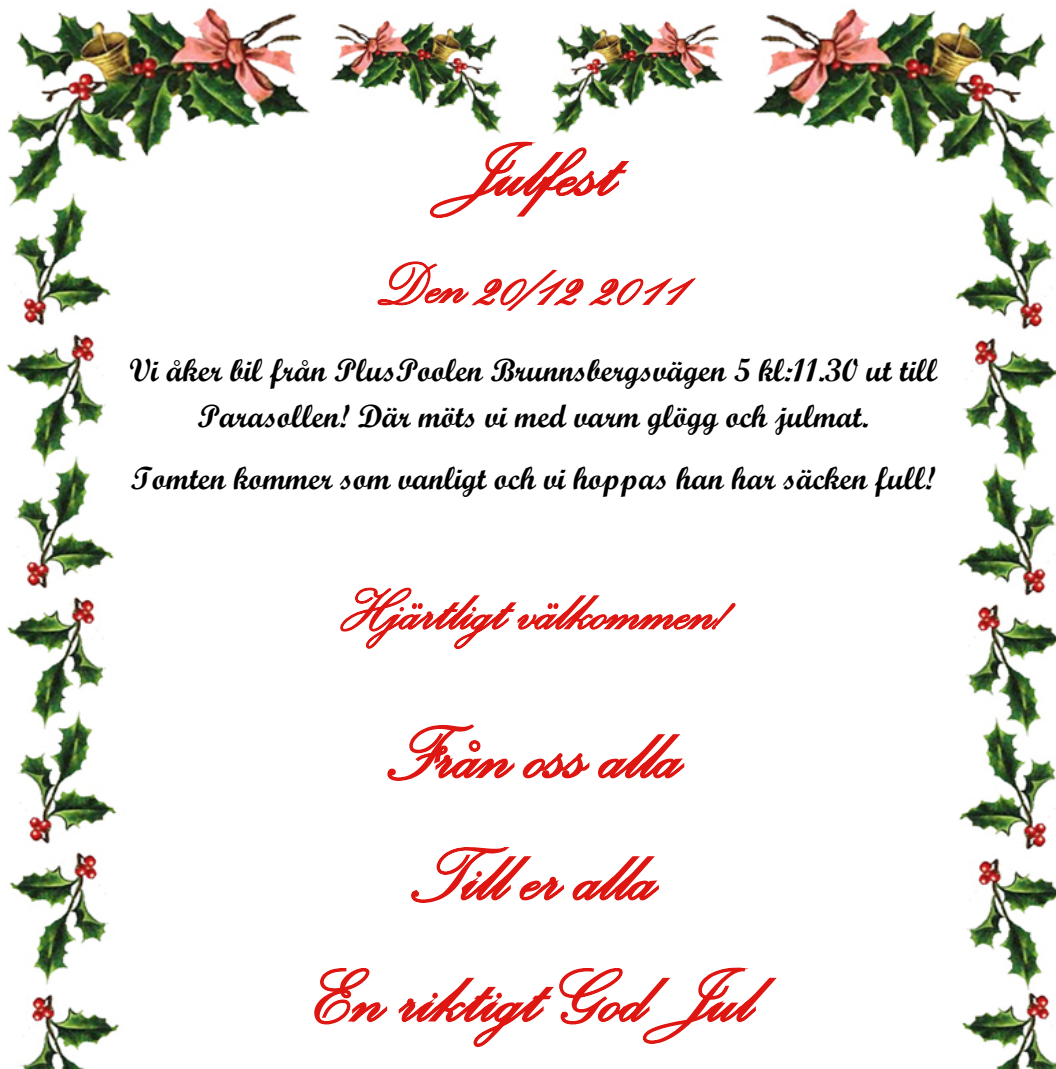 Julfest
Den 20/12 2011
Vi åker bil från PlusPoolen Brunnsbergsvägen 5 kl:11.30 ut till
Parasollen! Där möts vi med varm glögg och julmat.
Tomten kommer som vanligt och vi hoppas han har säcken full!
Hjärtligt välkommen!
Från oss alla
Till er alla
En riktigt God Jul